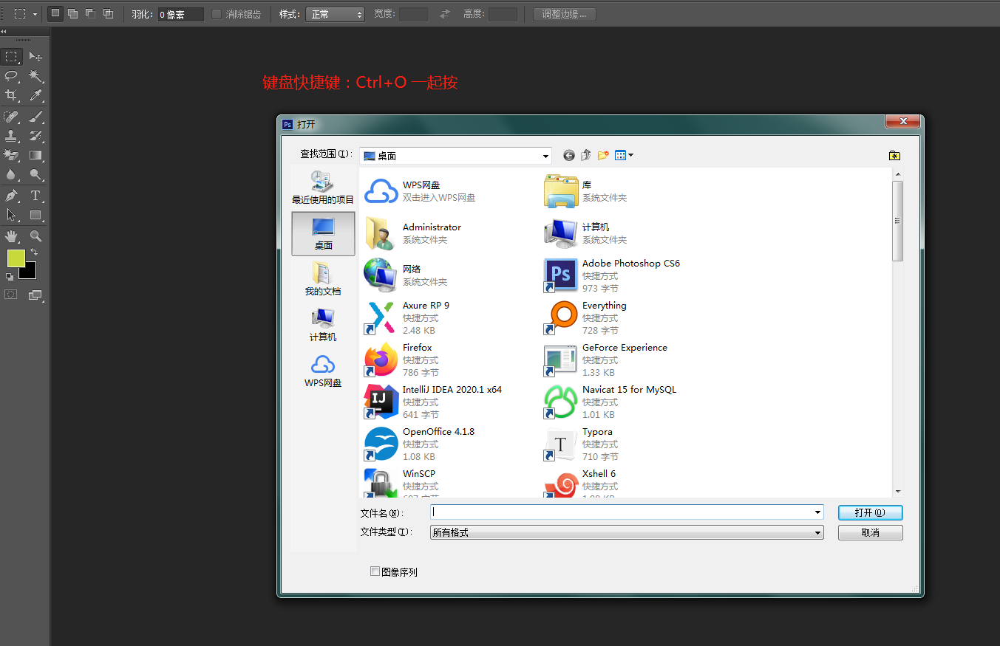 羽化: 0 像素 消除锯齿 样式: 正常 宽度: 高度: 调整边缘...
键盘快捷键：Ctrl+O 一起按
Ps 打开
查找范围(I): 桌面
最近使用的项目
桌面
我的文档
计算机
WPS网盘
WPS网盘
双击进入WPS网盘
库
系统文件夹
Administrator
系统文件夹
计算机
系统文件夹
网络
系统文件夹
Ps
Adobe Photoshop CS6
快捷方式
973 字节
Axure RP 9
快捷方式
2.48 KB
Everything
快捷方式
728 字节
Firefox
快捷方式
786 字节
GeForce Experience
快捷方式
1.33 KB
IJ
IntelliJ IDEA 2020.1 x64
快捷方式
641 字节
Navicat 15 for MySQL
快捷方式
1.01 KB
OpenOffice 4.1.8
快捷方式
1.08 KB
T
Typora
快捷方式
710 字节
WinSCP
快捷方式
Xshell 6
快捷方式
文件名(N): 打开(O)
文件类型(T): 所有格式 取消
图像序列